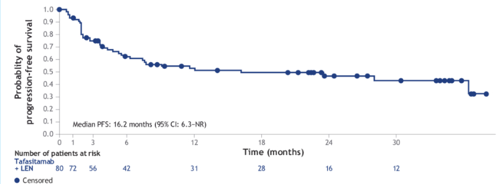 Probablity of
progression-free survival
1.0
0.9
0.8
0.7
0.6
0.5
0.4
0.3
0.2
0.1
0.0
Median PFS: 16.2 months (95% CI: 6.3–NR)
0 1 3 6 12 18 24 30
Time (months)
Number of patients at risk
Tafasitamab
+ LEN 80 72 56 42 31 28 16 12
Censored